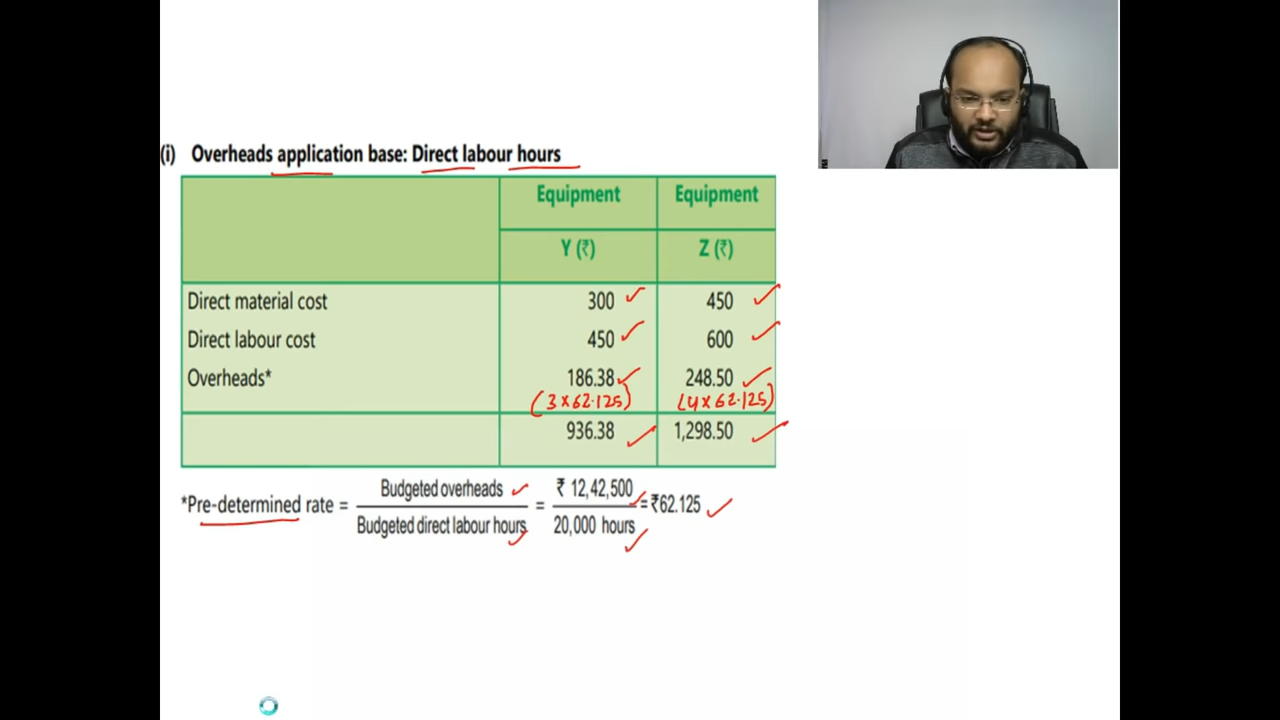 (i) Overheads application base: Direct labour hours
Equipment Equipment
Y (₹) Z (₹)
Direct material cost 300 450
Direct labour cost 450 600
Overheads* 186.38 248.50
(3 x 62.125) (4 x 62.125)
936.38 1,298.50
*Pre-determined rate = Budgeted overheads / Budgeted direct labour hours = ₹ 12,42,500 / 20,000 hours = ₹62.125